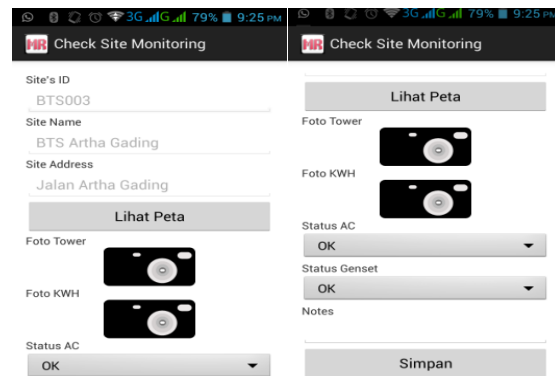 3G G 79% 9:25 PM
MR Check Site Monitoring
Site's ID
BTS003
Site Name
BTS Artha Gading
Site Address
Jalan Artha Gading
Lihat Peta
Foto Tower
Foto KWH
Status AC
OK
3G G 79% 9:25 PM
MR Check Site Monitoring
Lihat Peta
Foto Tower
Foto KWH
Status AC
OK
Status Genset
OK
Notes
Simpan